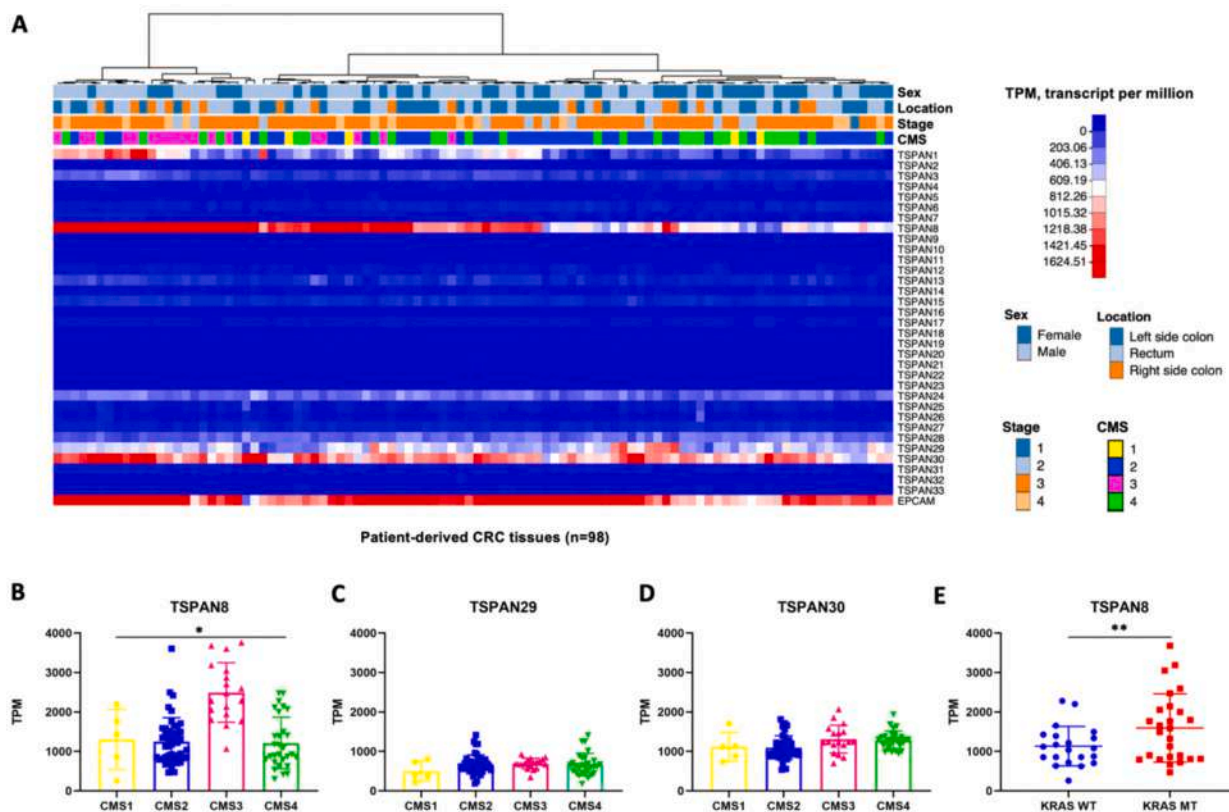 A
Sex
Location
Stage
CMS
TSPAN1
TSPAN2
TSPAN3
TSPAN4
TSPAN5
TSPAN6
TSPAN7
TSPAN8
TSPAN9
TSPAN10
TSPAN11
TSPAN12
TSPAN13
TSPAN14
TSPAN15
TSPAN16
TSPAN17
TSPAN18
TSPAN19
TSPAN20
TSPAN21
TSPAN22
TSPAN23
TSPAN24
TSPAN25
TSPAN26
TSPAN27
TSPAN28
TSPAN29
TSPAN30
TSPAN31
TSPAN32
TSPAN33
EPCAM
Patient-derived CRC tissues (n=98)
TPM, transcript per million
0
203.06
406.13
609.19
812.26
1015.32
1218.38
1421.45
1624.51
Sex
Female
Male
Location
Left side colon
Rectum
Right side colon
Stage
1
2
3
4
CMS
1
2
3
4
B
TSPAN8
*
TPM
4000
3000
2000
1000
0
CMS1 CMS2 CMS3 CMS4
C
TSPAN29
TPM
4000
3000
2000
1000
0
CMS1 CMS2 CMS3 CMS4
D
TSPAN30
TPM
4000
3000
2000
1000
0
CMS1 CMS2 CMS3 CMS4
E
TSPAN8
**
TPM
4000
3000
2000
1000
0
KRAS WT KRAS MT